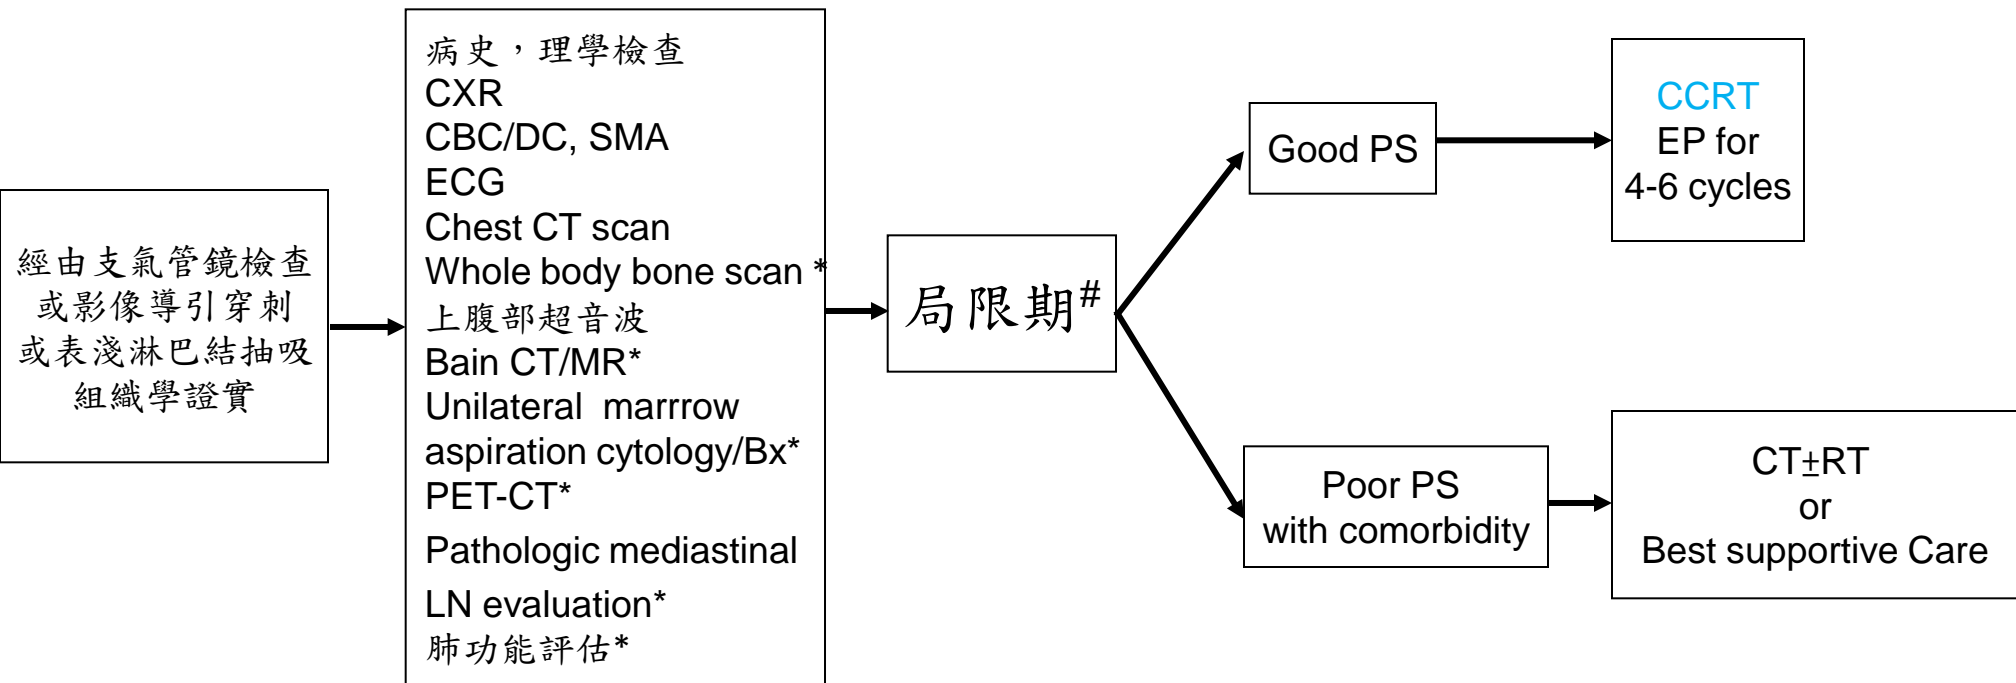 經由支氣管鏡檢查
或影像導引穿刺
或表淺淋巴結抽吸
組織學證實
病史，理學檢查
CXR
CBC/DC, SMA
ECG
Chest CT scan
Whole body bone scan *
上腹部超音波
Bain CT/MR*
Unilateral  marrrow
aspiration cytology/Bx*
PET-CT*
Pathologic mediastinal
LN evaluation*
肺功能評估*
局限期#
Good PS
CCRT
EP for
4-6 cycles
Poor PS
with comorbidity
CT±RT
or
Best supportive Care